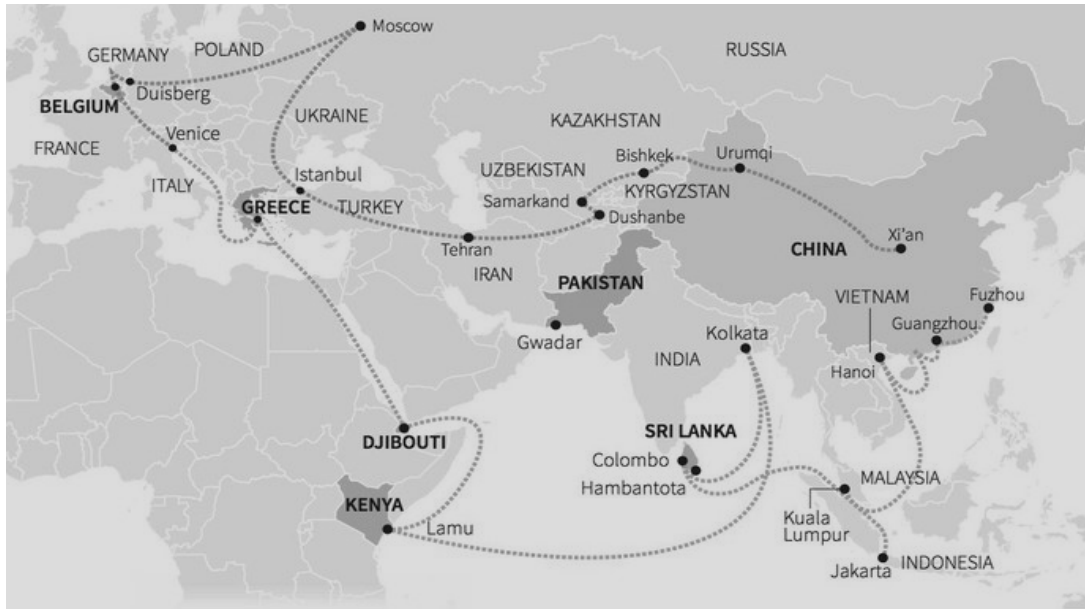 Moscow
GERMANY
POLAND
RUSSIA
Duisberg
BELGIUM
UKRAINE
KAZAKHSTAN
Venice
FRANCE
Bishkek
Urumqi
ITALY
Istanbul
UZBEKISTAN
KYRGYZSTAN
GREECE
TURKEY
Samarkand
Dushanbe
Tehran
IRAN
CHINA
Xi'an
PAKISTAN
VIETNAM
Fuzhou
Gwadar
Kolkata
Guangzhou
INDIA
Hanoi
DJIBOUTI
SRI LANKA
Colombo
Hambantota
MALAYSIA
KENYA
Lamu
Kuala
Lumpur
Jakarta
INDONESIA